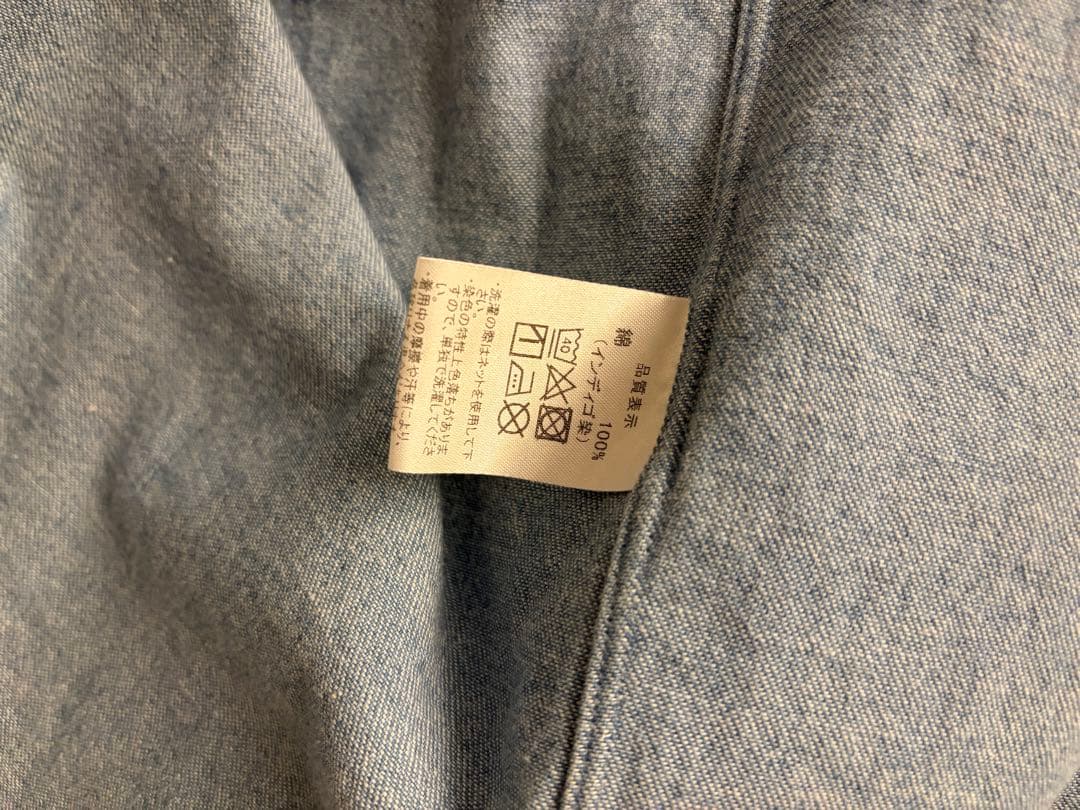 品質表示
綿 100%
(インディゴ染)
40
・洗濯の際はネットを使用して下
さい。
・染色の特性上色落ちがありま
すので、単独で洗濯してくださ
い。
・着用中の摩擦や汗等により、